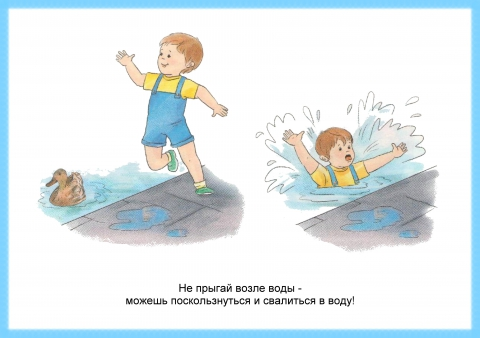 Не прыгай возле воды -
можешь поскользнуться и свалиться в воду!